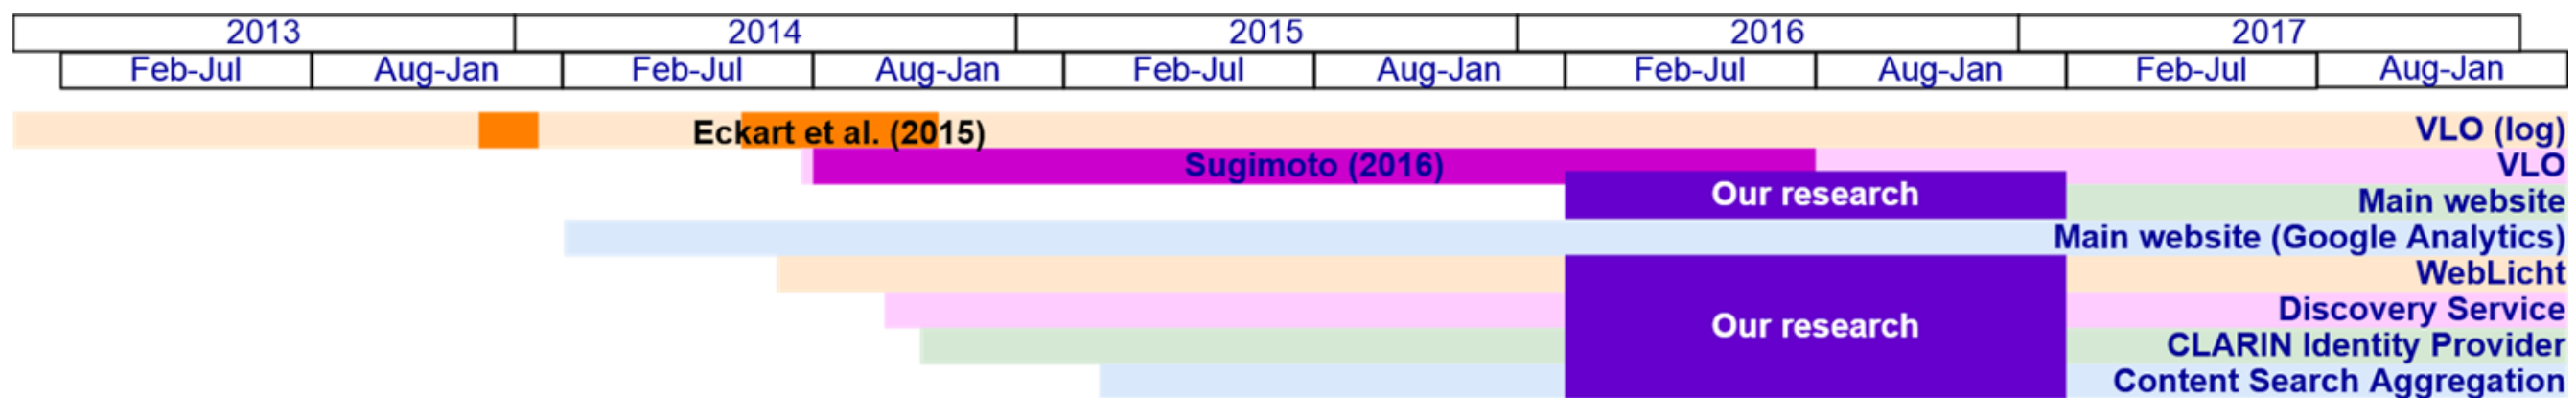 2013 2014 2015 2016 2017
Feb-Jul Aug-Jan Feb-Jul Aug-Jan Feb-Jul Aug-Jan Feb-Jul Aug-Jan Feb-Jul Aug-Jan
Eckart et al. (2015) VLO (log)
Sugimoto (2016) VLO
Our research Main website
Main website (Google Analytics)
WebLicht
Discovery Service
Our research CLARIN Identity Provider
Content Search Aggregation